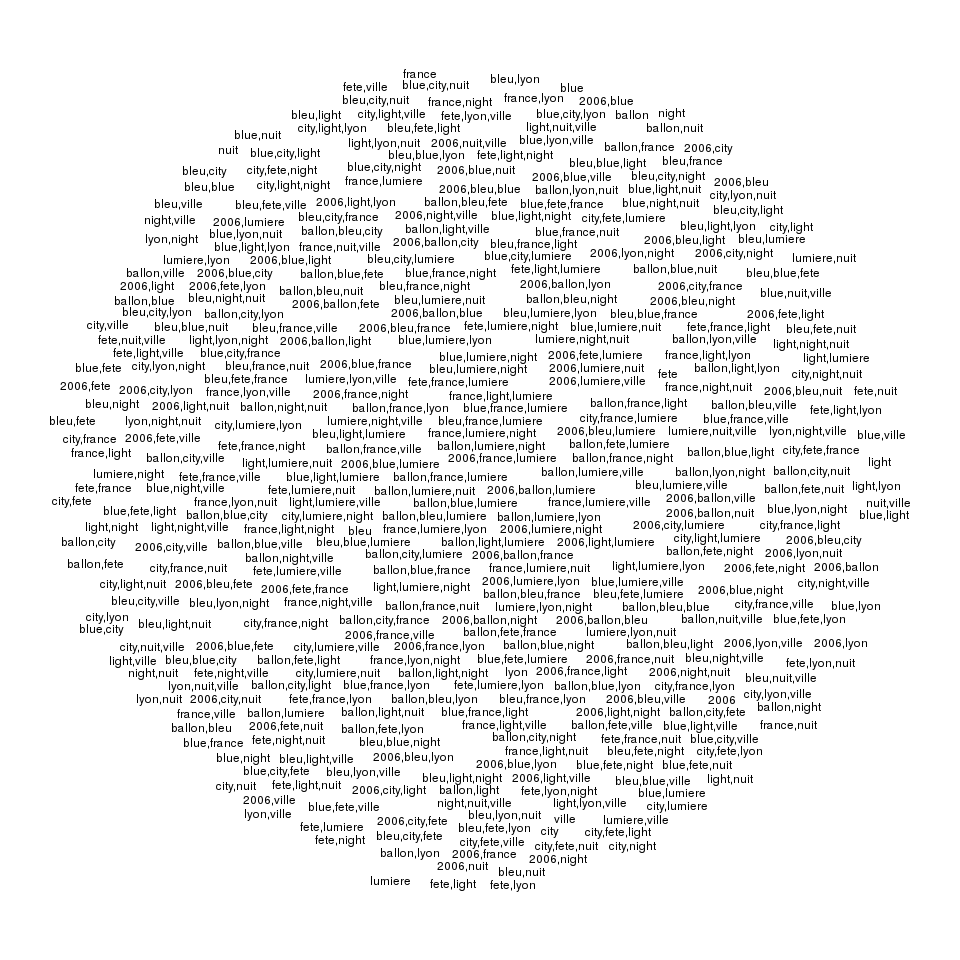 france
bleu,lyon
fete,ville
blue,city,nuit
blue
bleu,city,nuit
france,night
france,lyon
2006,blue
bleu,light
city,light,ville
fete,lyon,ville
blue,city,lyon
ballon
night
city,light,lyon
bleu,fete,light
light,nuit,ville
ballon,nuit
blue,nuit
light,lyon,nuit
2006,nuit,ville
blue,lyon,ville
ballon,france
2006,city
nuit
blue,city,light
bleu,blue,lyon
fete,light,night
bleu,blue,light
bleu,france
bleu,city
city,fete,night
blue,city,night
2006,blue,nuit
2006,blue,ville
bleu,city,night
bleu,blue
city,light,night
france,lumiere
2006,bleu,blue
ballon,lyon,nuit
blue,light,nuit
2006,bleu
city,lyon,nuit
bleu,ville
bleu,fete,ville
2006,light,lyon
ballon,bleu,fete
blue,fete,france
blue,night,nuit
bleu,city,light
night,ville
2006,lumiere
bleu,city,france
2006,night,ville
blue,light,night
city,fete,lumiere
bleu,light,lyon
city,light
lyon,night
blue,lyon,nuit
ballon,bleu,city
ballon,light,ville
blue,france,nuit
2006,bleu,light
bleu,lumiere
blue,light,lyon
france,nuit,ville
2006,ballon,city
bleu,france,light
lumiere,lyon
2006,blue,light
bleu,city,lumiere
blue,city,lumiere
2006,lyon,night
2006,city,night
lumiere,nuit
ballon,ville
2006,blue,city
ballon,blue,fete
blue,france,night
fete,light,lumiere
ballon,blue,nuit
bleu,blue,fete
2006,light
2006,fete,lyon
ballon,bleu,nuit
bleu,france,night
2006,ballon,lyon
2006,city,france
blue,nuit,ville
ballon,blue
bleu,night,nuit
2006,ballon,fete
bleu,lumiere,nuit
ballon,bleu,night
2006,bleu,night
bleu,city,lyon
ballon,city,lyon
2006,ballon,blue
bleu,lumiere,lyon
bleu,blue,france
2006,fete,light
city,ville
bleu,blue,nuit
bleu,france,ville
2006,bleu,france
fete,lumiere,night
blue,lumiere,nuit
fete,france,light
bleu,fete,nuit
fete,nuit,ville
light,lyon,night
2006,ballon,light
blue,lumiere,lyon
lumiere,night,nuit
ballon,lyon,ville
light,night,nuit
fete,light,ville
blue,city,france
blue,lumiere,night
2006,fete,lumiere
france,light,lyon
light,lumiere
blue,fete
city,lyon,night
bleu,france,nuit
2006,blue,france
bleu,lumiere,night
2006,lumiere,nuit
fete
ballon,light,lyon
city,night,nuit
2006,fete
2006,city,lyon
bleu,fete,france
lumiere,lyon,ville
fete,france,lumiere
2006,lumiere,ville
france,night,nuit
2006,bleu,nuit
fete,nuit
france,lyon,ville
2006,france,night
france,light,lumiere
bleu,night
2006,light,nuit
ballon,night,nuit
ballon,france,lyon
blue,france,lumiere
ballon,france,light
ballon,bleu,ville
fete,light,lyon
bleu,fete
lyon,night,nuit
city,lumiere,lyon
lumiere,night,ville
bleu,france,lumiere
city,france,lumiere
blue,france,ville
city,france
2006,fete,ville
bleu,light,lumiere
france,lumiere,night
2006,bleu,lumiere
lumiere,nuit,ville
lyon,night,ville
blue,ville
france,light
ballon,city,ville
fete,france,night
ballon,france,ville
ballon,lumiere,night
2006,france,lumiere
ballon,fete,lumiere
ballon,france,night
ballon,blue,light
city,fete,france
lumiere,night
fete,france,ville
light,lumiere,nuit
2006,blue,lumiere
blue,light,lumiere
ballon,france,lumiere
ballon,lumiere,ville
ballon,lyon,night
ballon,city,nuit
light
fete,france
blue,night,ville
fete,lumiere,nuit
ballon,lumiere,nuit
2006,ballon,lumiere
bleu,lumiere,ville
ballon,fete,nuit
light,lyon
city,fete
france,lyon,nuit
light,lumiere,ville
ballon,blue,lumiere
france,lumiere,ville
2006,ballon,ville
nuit,ville
blue,fete,light
ballon,blue,city
city,lumiere,night
ballon,bleu,lumiere
ballon,lumiere,lyon
2006,ballon,nuit
blue,lyon,night
blue,light
light,night
light,night,ville
france,light,night
bleu
france,lumiere,lyon
2006,lumiere,night
2006,city,lumiere
city,france,light
ballon,city
2006,city,ville
ballon,blue,ville
bleu,blue,lumiere
ballon,light,lumiere
2006,light,lumiere
city,light,lumiere
2006,bleu,city
ballon,night,ville
ballon,city,lumiere
2006,ballon,france
ballon,fete,night
2006,lyon,nuit
ballon,fete
city,france,nuit
fete,lumiere,ville
ballon,blue,france
france,lumiere,nuit
light,lumiere,lyon
2006,fete,night
2006,ballon
city,light,nuit
2006,bleu,fete
2006,fete,france
light,lumiere,night
2006,lumiere,lyon
blue,lumiere,ville
2006,blue,night
city,night,ville
bleu,city,ville
bleu,lyon,night
france,night,ville
ballon,france,nuit
ballon,bleu,france
bleu,fete,lumiere
lumiere,lyon,night
ballon,bleu,blue
city,france,ville
blue,lyon
city,lyon
blue,city
bleu,light,nuit
city,france,night
ballon,city,france
2006,ballon,night
2006,ballon,bleu
ballon,nuit,ville
blue,fete,lyon
2006,france,ville
ballon,fete,france
lumiere,lyon,nuit
city,nuit,ville
2006,blue,fete
city,lumiere,ville
2006,france,lyon
ballon,blue,night
ballon,bleu,light
2006,lyon,ville
2006,lyon
light,ville
bleu,blue,city
ballon,fete,light
france,lyon,night
blue,fete,lumiere
2006,france,nuit
bleu,night,ville
fete,lyon,nuit
night,nuit
fete,night,ville
city,lumiere,nuit
ballon,light,night
lyon
2006,france,light
2006,night,nuit
bleu,nuit,ville
lyon,nuit,ville
ballon,city,light
blue,france,lyon
fete,lumiere,lyon
ballon,blue,lyon
city,france,lyon
city,lyon,ville
lyon,nuit
2006,city,nuit
fete,france,lyon
ballon,bleu,lyon
bleu,france,lyon
2006,bleu,ville
2006
ballon,night
france,ville
ballon,lumiere
ballon,light,nuit
blue,france,light
2006,light,night
ballon,city,fete
ballon,bleu
2006,fete,nuit
ballon,fete,lyon
france,light,ville
ballon,fete,ville
blue,light,ville
france,nuit
blue,france
fete,night,nuit
bleu,blue,night
ballon,city,night
fete,france,nuit
blue,city,ville
blue,night
bleu,light,ville
2006,bleu,lyon
france,light,nuit
bleu,fete,night
city,fete,lyon
blue,city,fete
bleu,lyon,ville
2006,blue,lyon
blue,fete,night
blue,fete,nuit
city,nuit
fete,light,nuit
2006,city,light
bleu,light,night
ballon,light
2006,light,ville
fete,lyon,night
bleu,blue,ville
light,nuit
blue,lumiere
2006,ville
lyon,ville
blue,fete,ville
night,nuit,ville
light,lyon,ville
city,lumiere
fete,lumiere
2006,city,fete
bleu,lyon,nuit
ville
lumiere,ville
fete,night
bleu,city,fete
bleu,fete,lyon
city
city,fete,light
city,fete,ville
city,fete,nuit
city,night
ballon,lyon
2006,france
2006,night
2006,nuit
bleu,nuit
lumiere
fete,light
fete,lyon